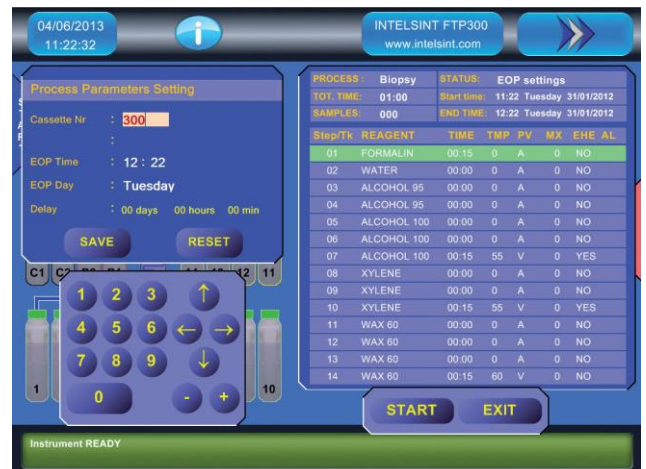 04/06/2013
11:22:32
i
INTELSINT FTP300
www.intelsint.com
Process Parameters Setting
Cassette Nr : 300
:
EOP Time : 12 : 22
EOP Day : Tuesday
Delay : 00 days 00 hours 00 min
SAVE RESET
PROCESS : Biopsy STATUS: EOP settings
TOT. TIME: 01:00 Start time: 11:22 Tuesday 31/01/2012
SAMPLES: 000 END TIME: 12:22 Tuesday 31/01/2012
Step/Tk REAGENT TIME TMP PV MX EHE AL
01 FORMALIN 00:15 0 A 0 NO
02 WATER 00:00 0 A 0 NO
03 ALCOHOL 95 00:00 0 A 0 NO
04 ALCOHOL 95 00:00 0 A 0 NO
05 ALCOHOL 100 00:00 0 A 0 NO
06 ALCOHOL 100 00:00 0 A 0 NO
07 ALCOHOL 100 00:15 55 V 0 YES
08 XYLENE 00:00 0 A 0 NO
09 XYLENE 00:00 0 A 0 NO
10 XYLENE 00:15 55 V 0 YES
11 WAX 60 00:00 0 A 0 NO
12 WAX 60 00:00 0 A 0 NO
13 WAX 60 00:00 0 A 0 NO
14 WAX 60 00:15 60 V 0 NO
C1 12 11
1 2 3
4 5 6
7 8 9
0 - +
1 10
START EXIT
Instrument READY